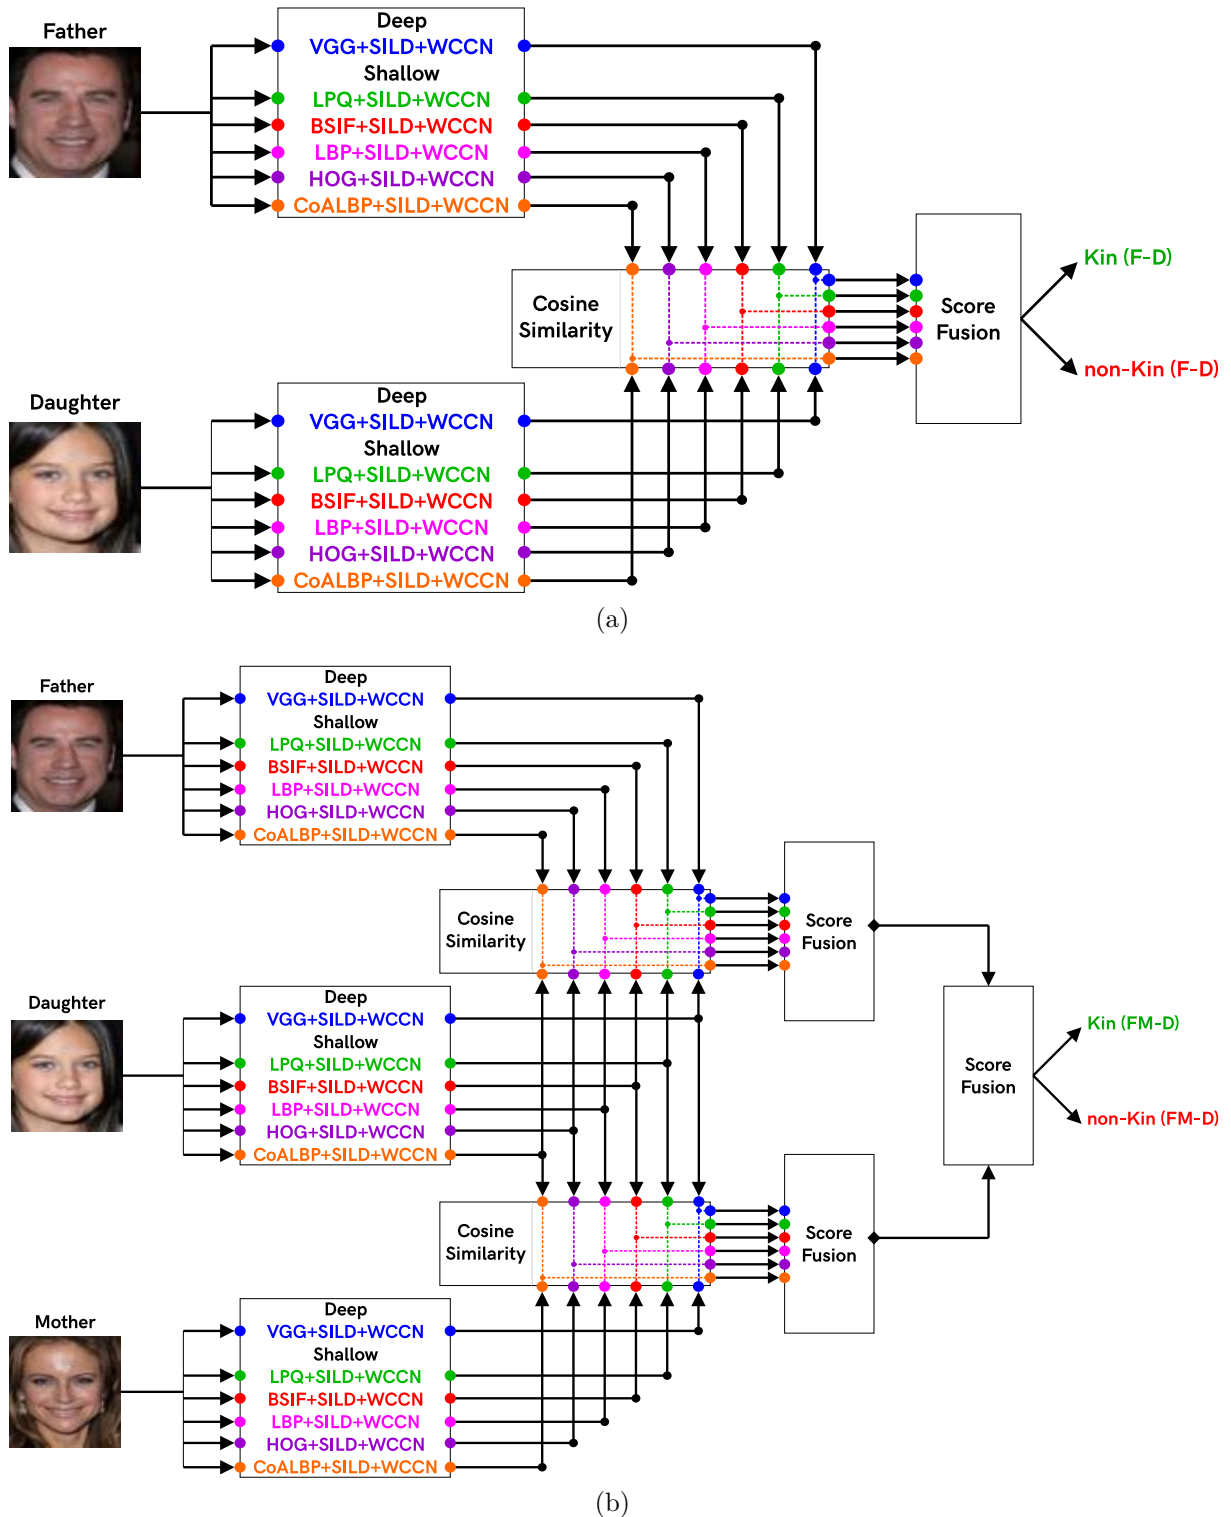 Father
Deep
VGG+SILD+WCCN
Shallow
LPQ+SILD+WCCN
BSIF+SILD+WCCN
LBP+SILD+WCCN
HOG+SILD+WCCN
CoALBP+SILD+WCCN
Cosine
Similarity
Score
Fusion
Kin (F-D)
non-Kin (F-D)
Daughter
Deep
VGG+SILD+WCCN
Shallow
LPQ+SILD+WCCN
BSIF+SILD+WCCN
LBP+SILD+WCCN
HOG+SILD+WCCN
CoALBP+SILD+WCCN
(a)
Father
Deep
VGG+SILD+WCCN
Shallow
LPQ+SILD+WCCN
BSIF+SILD+WCCN
LBP+SILD+WCCN
HOG+SILD+WCCN
CoALBP+SILD+WCCN
Cosine
Similarity
Score
Fusion
Daughter
Deep
VGG+SILD+WCCN
Shallow
LPQ+SILD+WCCN
BSIF+SILD+WCCN
LBP+SILD+WCCN
HOG+SILD+WCCN
CoALBP+SILD+WCCN
Score
Fusion
Kin (FM-D)
non-Kin (FM-D)
Cosine
Similarity
Score
Fusion
Mother
Deep
VGG+SILD+WCCN
Shallow
LPQ+SILD+WCCN
BSIF+SILD+WCCN
LBP+SILD+WCCN
HOG+SILD+WCCN
CoALBP+SILD+WCCN
(b)